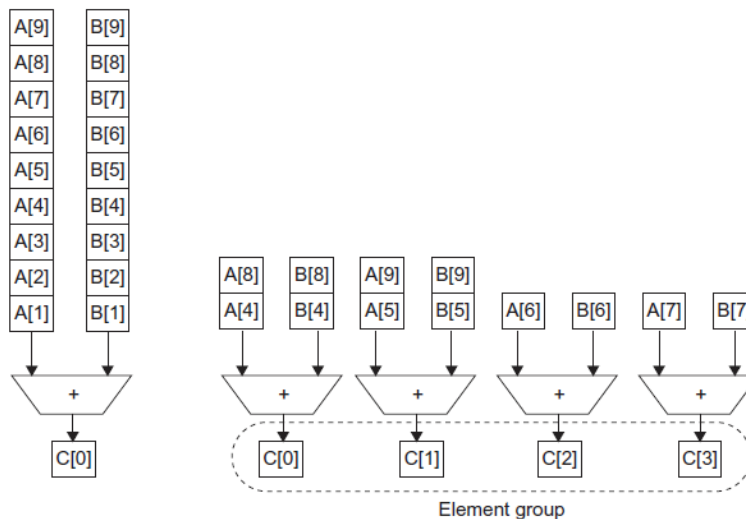 A[9] B[9]
A[8] B[8]
A[7] B[7]
A[6] B[6]
A[5] B[5]
A[4] B[4]
A[3] B[3]
A[2] B[2]
A[1] B[1]
+
C[0]
A[8] B[8] A[9] B[9]
A[4] B[4] A[5] B[5] A[6] B[6] A[7] B[7
+ + + +
C[0] C[1] C[2] C[3]
Element group